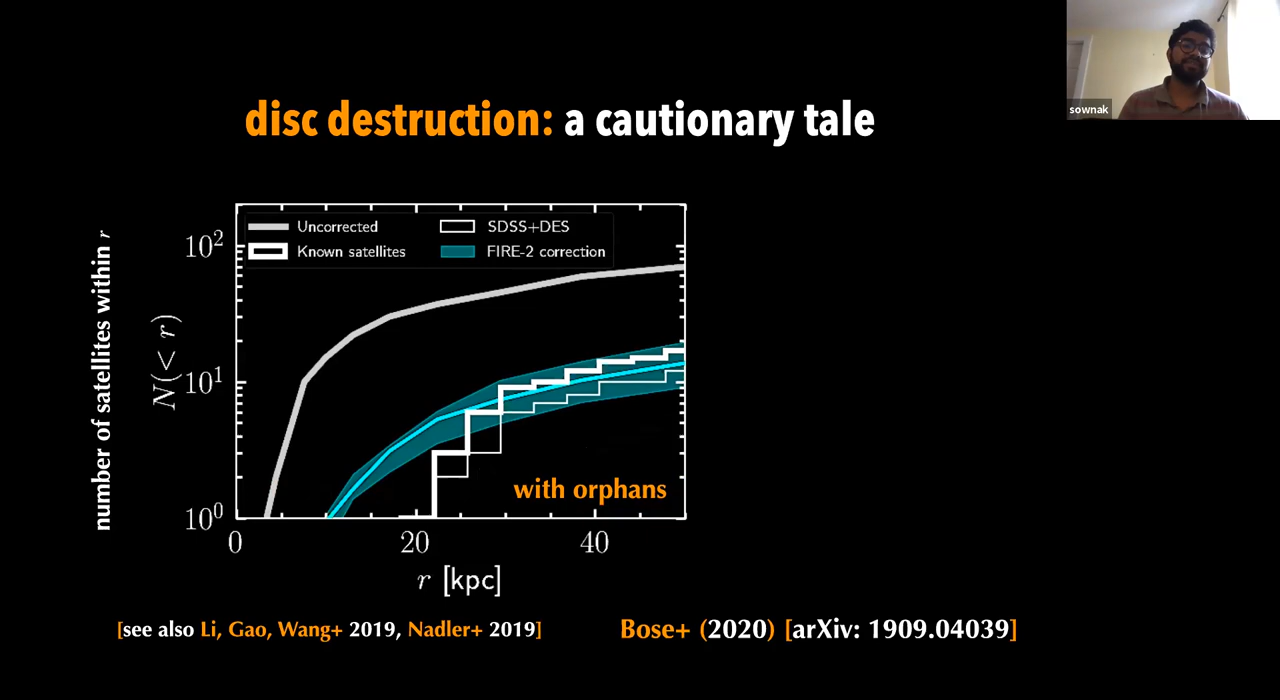 sownak
disc destruction: a cautionary tale
number of satellites within r
N(< r)
10²
10¹
10⁰
Uncorrected
Known satellites
SDSS+DES
FIRE-2 correction
with orphans
0 20 40
r [kpc]
[see also Li, Gao, Wang+ 2019, Nadler+ 2019]
Bose+ (2020) [arXiv: 1909.04039]